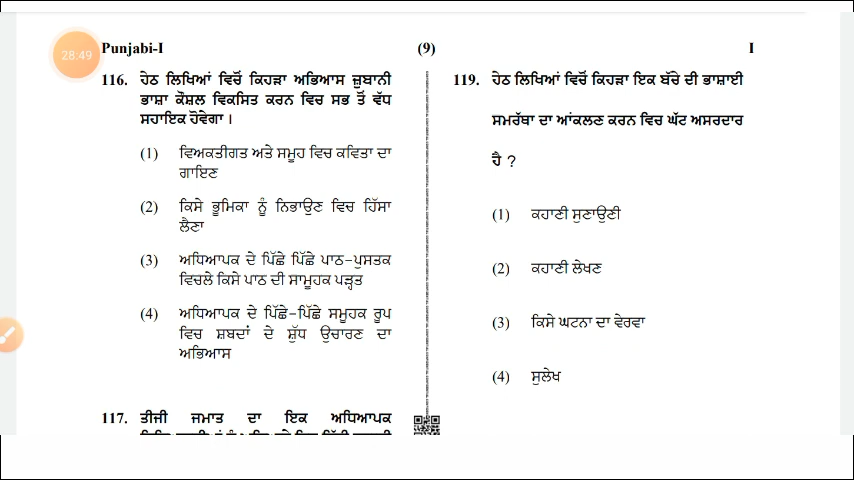 28:49
Punjabi-I
(9)
I
116. ਹੇਠ ਲਿਖਿਆਂ ਵਿਚੋਂ ਕਿਹੜਾ ਅਭਿਆਸ ਜ਼ੁਬਾਨੀ
ਭਾਸ਼ਾ ਕੌਸ਼ਲ ਵਿਕਸਿਤ ਕਰਨ ਵਿਚ ਸਭ ਤੋਂ ਵੱਧ
ਸਹਾਇਕ ਹੋਵੇਗਾ ।
(1) ਵਿਅਕਤੀਗਤ ਅਤੇ ਸਮੂਹ ਵਿਚ ਕਵਿਤਾ ਦਾ
ਗਾਇਣ
(2) ਕਿਸੇ ਭੂਮਿਕਾ ਨੂੰ ਨਿਭਾਉਣ ਵਿਚ ਹਿੱਸਾ
ਲੈਣਾ
(3) ਅਧਿਆਪਕ ਦੇ ਪਿੱਛੇ ਪਿੱਛੇ ਪਾਠ-ਪੁਸਤਕ
ਵਿਚਲੇ ਕਿਸੇ ਪਾਠ ਦੀ ਸਾਮੂਹਕ ਪੜ੍ਹਤ
(4) ਅਧਿਆਪਕ ਦੇ ਪਿੱਛੇ-ਪਿੱਛੇ ਸਮੂਹਕ ਰੂਪ
ਵਿਚ ਸ਼ਬਦਾਂ ਦੇ ਸ਼ੁੱਧ ਉਚਾਰਣ ਦਾ
ਅਭਿਆਸ
117. ਤੀਜੀ ਜਮਾਤ ਦਾ ਇਕ ਅਧਿਆਪਕ
119. ਹੇਠ ਲਿਖਿਆਂ ਵਿਚੋਂ ਕਿਹੜਾ ਇਕ ਬੱਚੇ ਦੀ ਭਾਸ਼ਾਈ
ਸਮਰੱਥਾ ਦਾ ਆਂਕਲਣ ਕਰਨ ਵਿਚ ਘੱਟ ਅਸਰਦਾਰ
ਹੈ ?
(1) ਕਹਾਣੀ ਸੁਣਾਉਣੀ
(2) ਕਹਾਣੀ ਲੇਖਣ
(3) ਕਿਸੇ ਘਟਨਾ ਦਾ ਵੇਰਵਾ
(4) ਸੁਲੇਖ